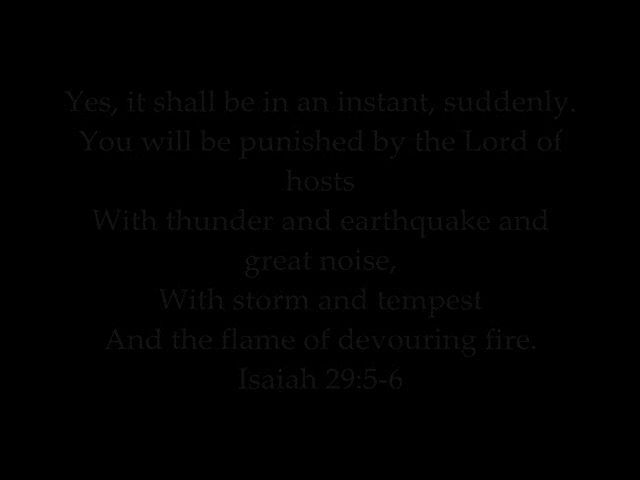 Yes, it shall be in an instant, suddenly.
You will be punished by the Lord of
hosts
With thunder and earthquake and
great noise,
With storm and tempest
And the flame of devouring fire.
Isaiah 29:5-6